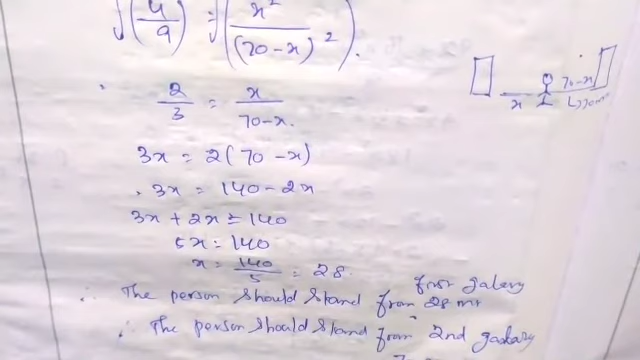 √(4/9) = √(x²/(70-x)²).
2/3 = x/70-x.
x 70-x
3x = 2(70-x)
3x = 140-2x
3x + 2x = 140
5x = 140
x = 140/5 = 28.
∴ The person should stand from 28 mt first galary
∴ The person should stand from 2nd galary